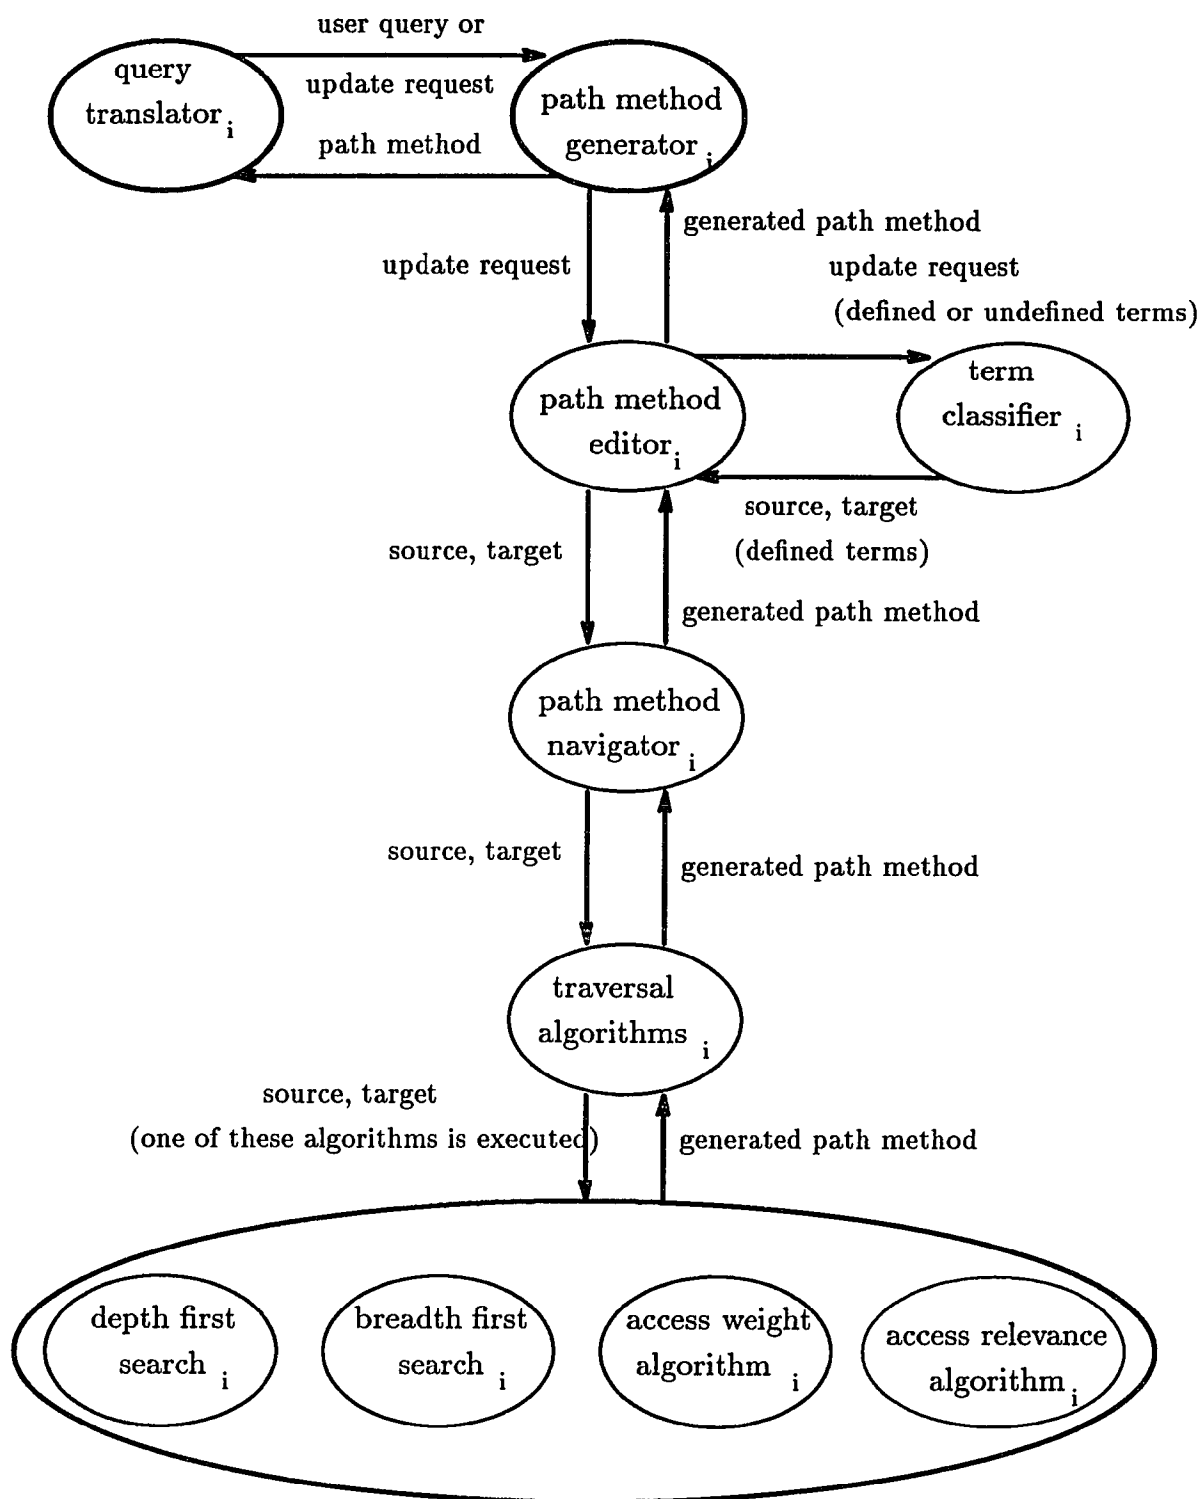 user query or
query
translator i
update request
path method
path method
generator i
generated path method
update request
update request
(defined or undefined terms)
path method
editor i
term
classifier i
source, target
(defined terms)
source, target
generated path method
path method
navigator i
source, target
generated path method
traversal
algorithms i
source, target
(one of these algorithms is executed)
generated path method
depth first
search i
breadth first
search i
access weight
algorithm i
access relevance
algorithm i